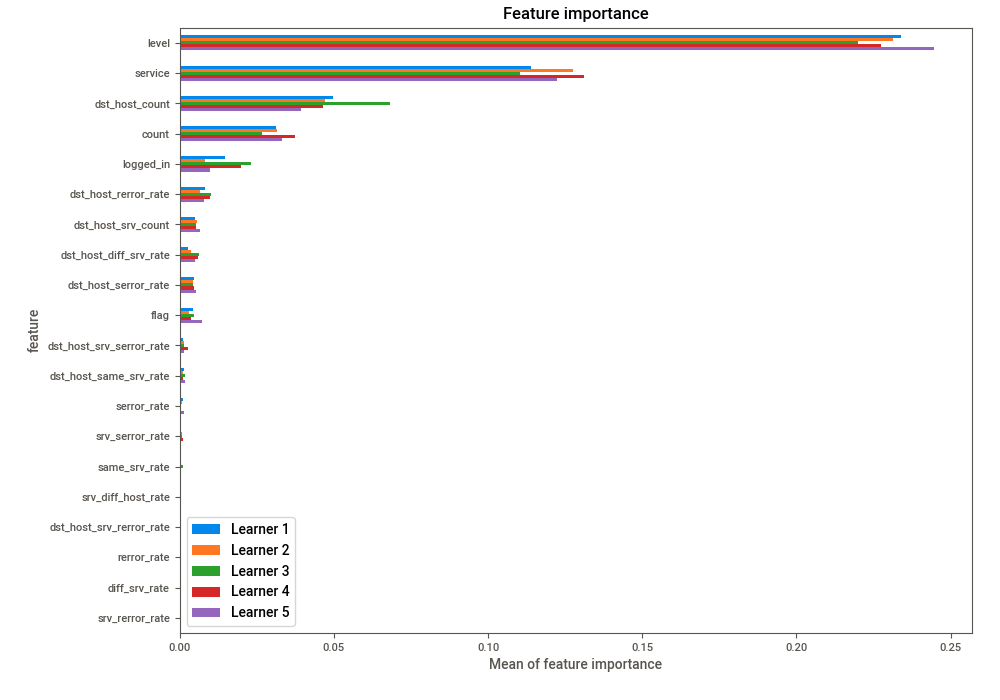 Feature importance
level
service
dst_host_count
count
logged_in
dst_host_rerror_rate
dst_host_srv_count
dst_host_diff_srv_rate
dst_host_serror_rate
flag
dst_host_srv_serror_rate
dst_host_same_srv_rate
serror_rate
srv_serror_rate
same_srv_rate
srv_diff_host_rate
dst_host_srv_rerror_rate
rerror_rate
diff_srv_rate
srv_rerror_rate
feature
Learner 1
Learner 2
Learner 3
Learner 4
Learner 5
0.00 0.05 0.10 0.15 0.20 0.25
Mean of feature importance